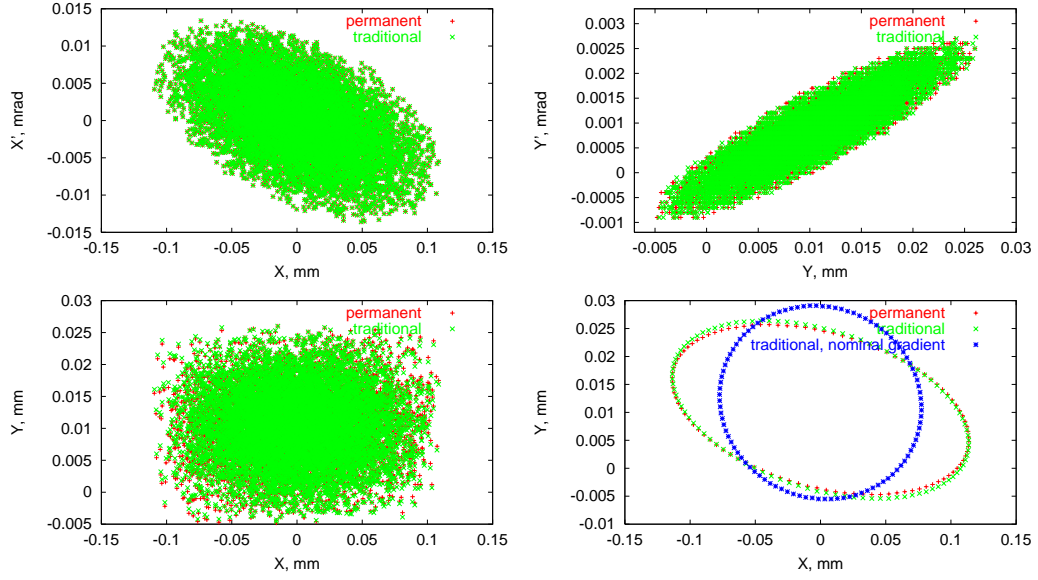 0.015
0.01
0.005
0
-0.005
-0.01
-0.015
-0.15 -0.1 -0.05 0 0.05 0.1 0.15
X', mrad
X, mm
permanent
traditional
0.003
0.0025
0.002
0.0015
0.001
0.0005
0
-0.0005
-0.001
-0.005 0 0.005 0.01 0.015 0.02 0.025 0.03
Y', mrad
Y, mm
permanent
traditional
0.03
0.025
0.02
0.015
0.01
0.005
0
-0.005
-0.15 -0.1 -0.05 0 0.05 0.1 0.15
Y, mm
X, mm
permanent
traditional
0.03
0.025
0.02
0.015
0.01
0.005
0
-0.005
-0.01
-0.15 -0.1 -0.05 0 0.05 0.1 0.15
Y, mm
X, mm
permanent
traditional
traditional, nominal gradient